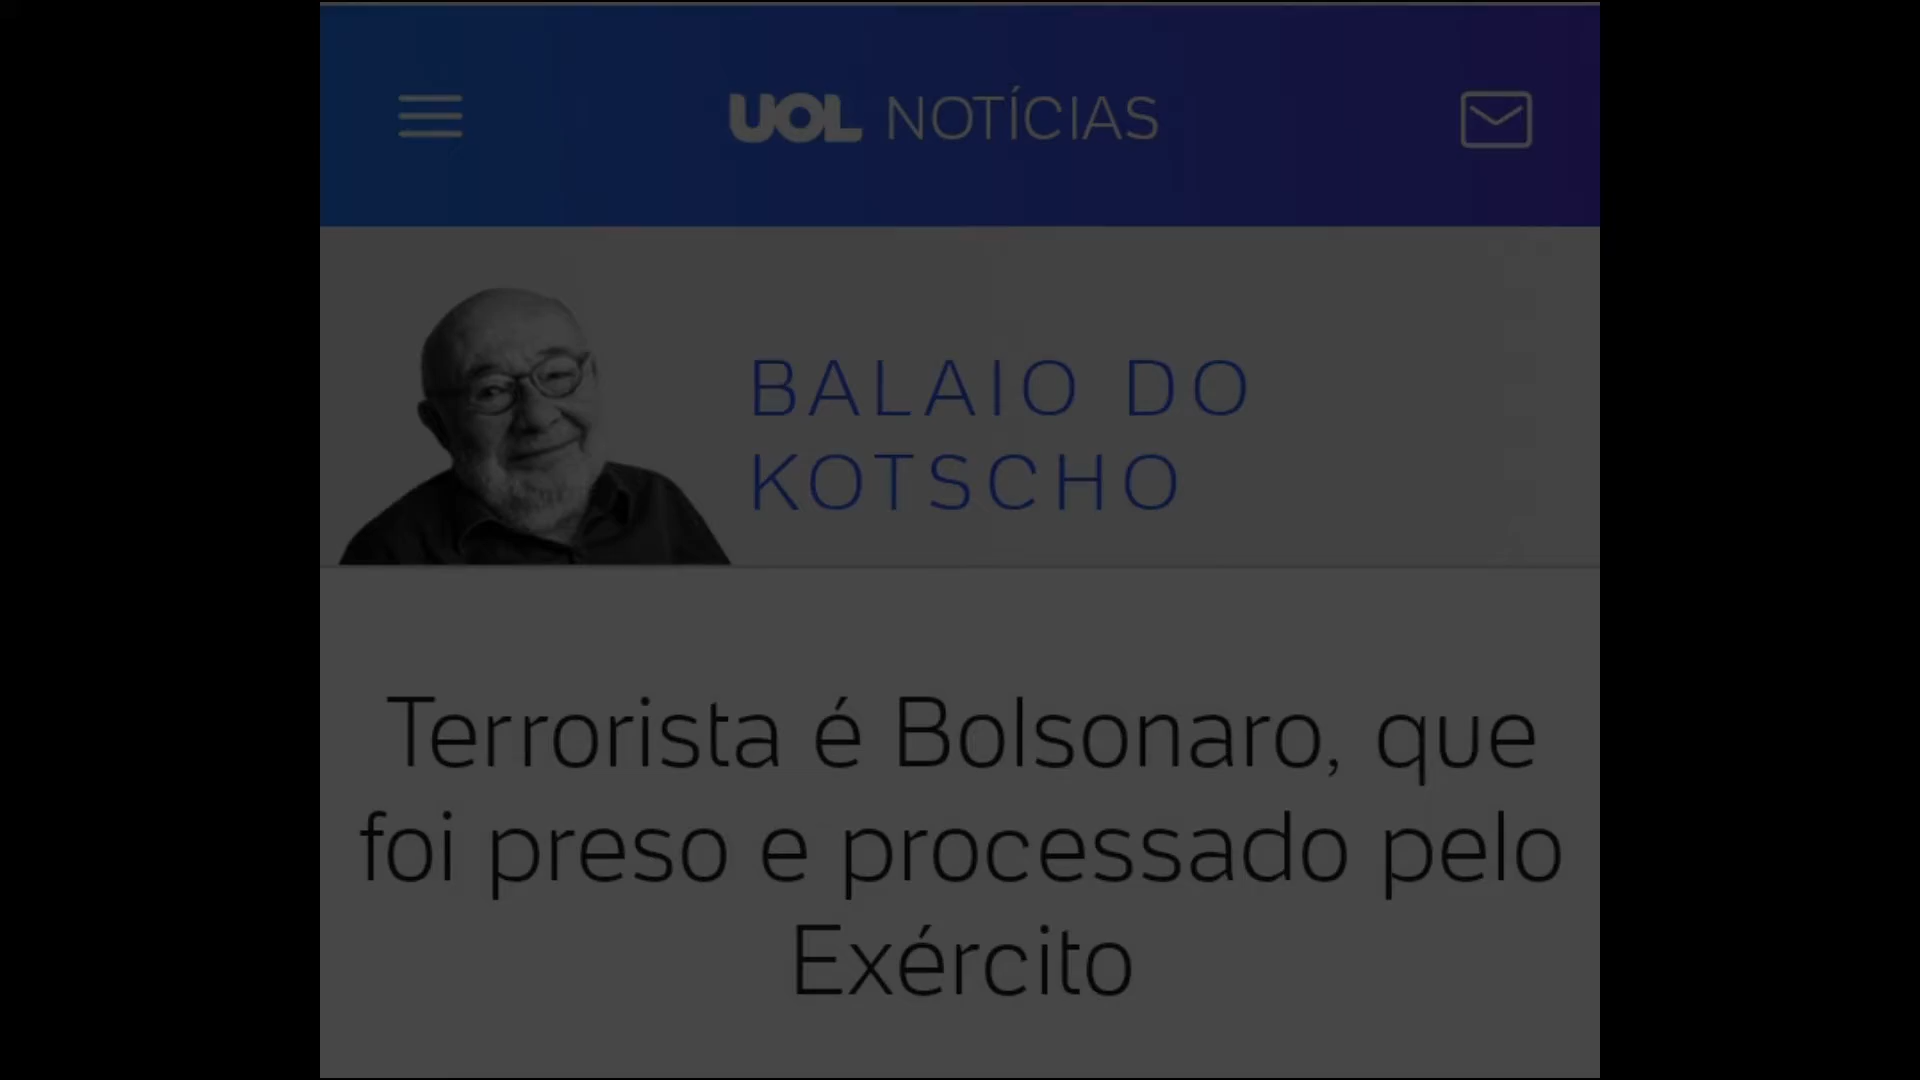 UOL NOTÍCIAS
BALAIO DO
KOTSCHO
Terrorista é Bolsonaro, que
foi preso e processado pelo
Exército